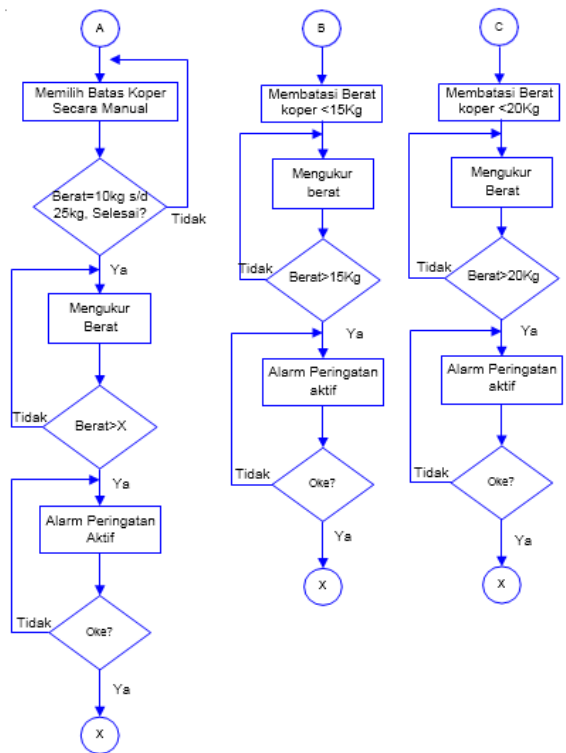 A
Memilih Batas Koper
Secara Manual
Berat=10kg s/d
25kg, Selesai?
Tidak
Ya
Mengukur
Berat
Berat>X
Tidak
Ya
Alarm Peringatan
Aktif
Oke?
Tidak
Ya
X
B
Membatasi Berat
koper <15Kg
Mengukur
berat
Berat>15Kg
Tidak
Ya
Alarm Peringatan
aktif
Oke?
Tidak
Ya
X
C
Membatasi Berat
koper <20Kg
Mengukur
Berat
Berat>20Kg
Tidak
Ya
Alarm Peringatan
aktif
Oke?
Tidak
Ya
X